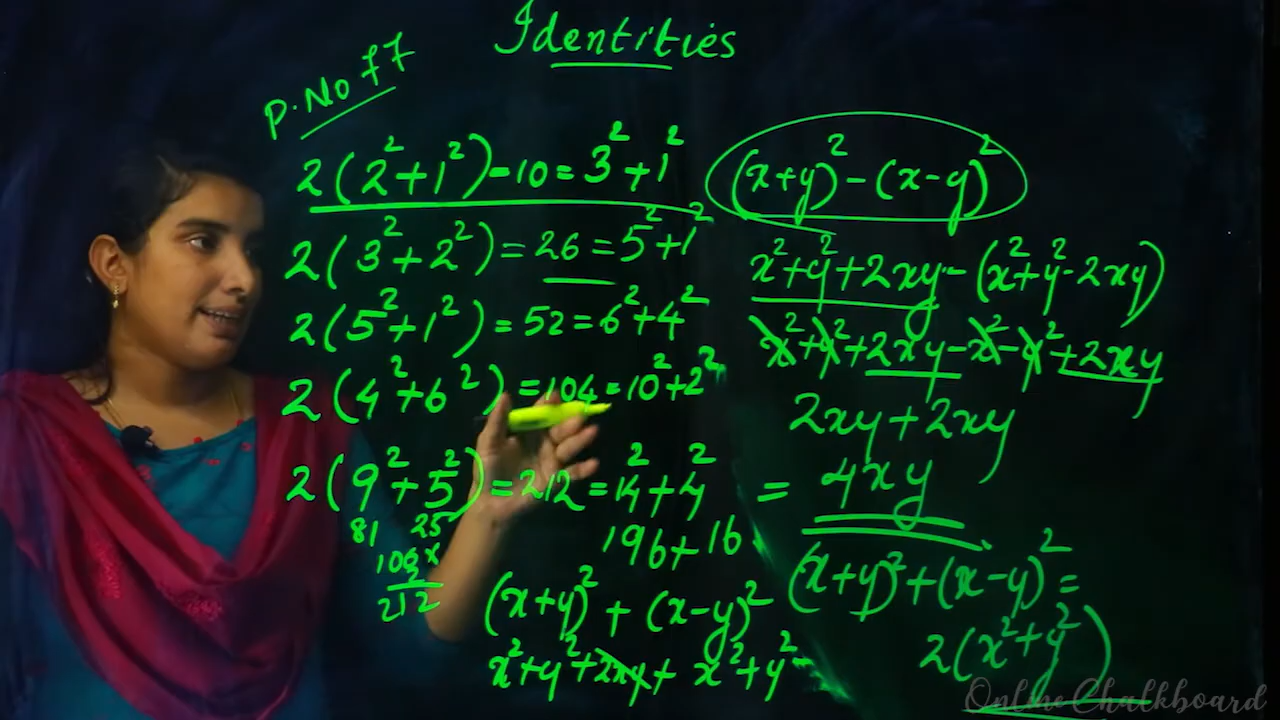 Identities
P.No 77
2(2²+1²)=10=3²+1²
2(3²+2²)=26=5²+1²
2(5²+1²)=52=6²+4²
2(4²+6²)=104=10²+2²
2(9²+5²)=212=14²+4²
81 25
106×
2
212
196+16
(x+y)²+(x-y)²
x²+y²+2xy+x²+y²-
(x+y)²-(x-y)²
x²+y²+2xy-(x²+y²-2xy)
x²+y²+2xy-x²-y²+2xy
2xy+2xy
= 4xy
(x+y)²+(x-y)²=
2(x²+y²)
OnlineChalkboard